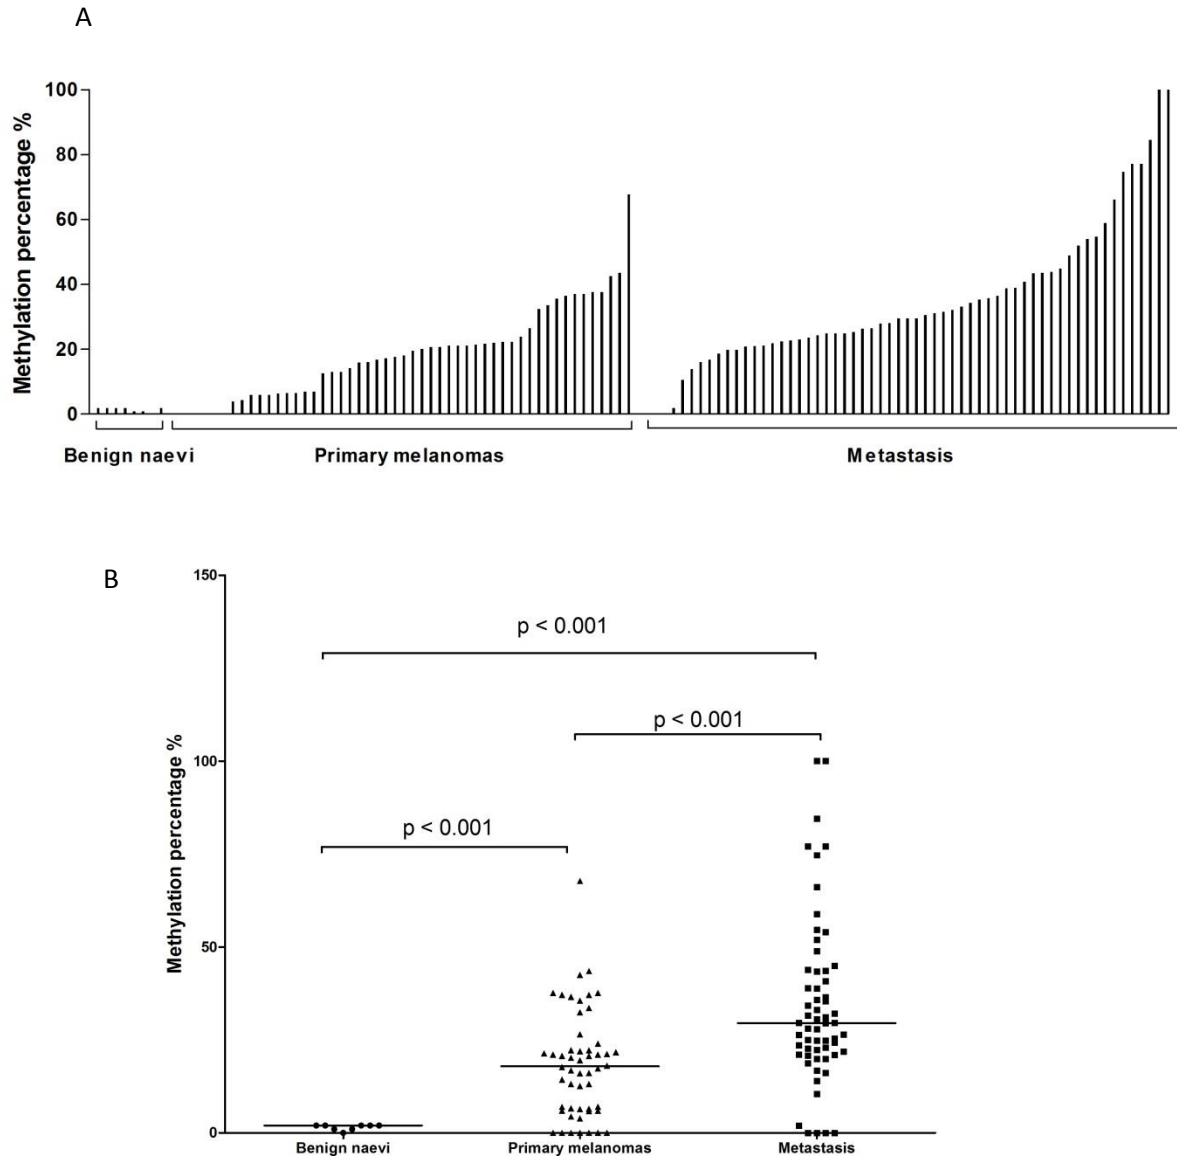 A
Methylation percentage %
100
80
60
40
20
0
Benign naevi
Primary melanomas
Metastasis
B
Methylation percentage %
150
100
50
0
p < 0.001
p < 0.001
p < 0.001
Benign naevi
Primary melanomas
Metastasis